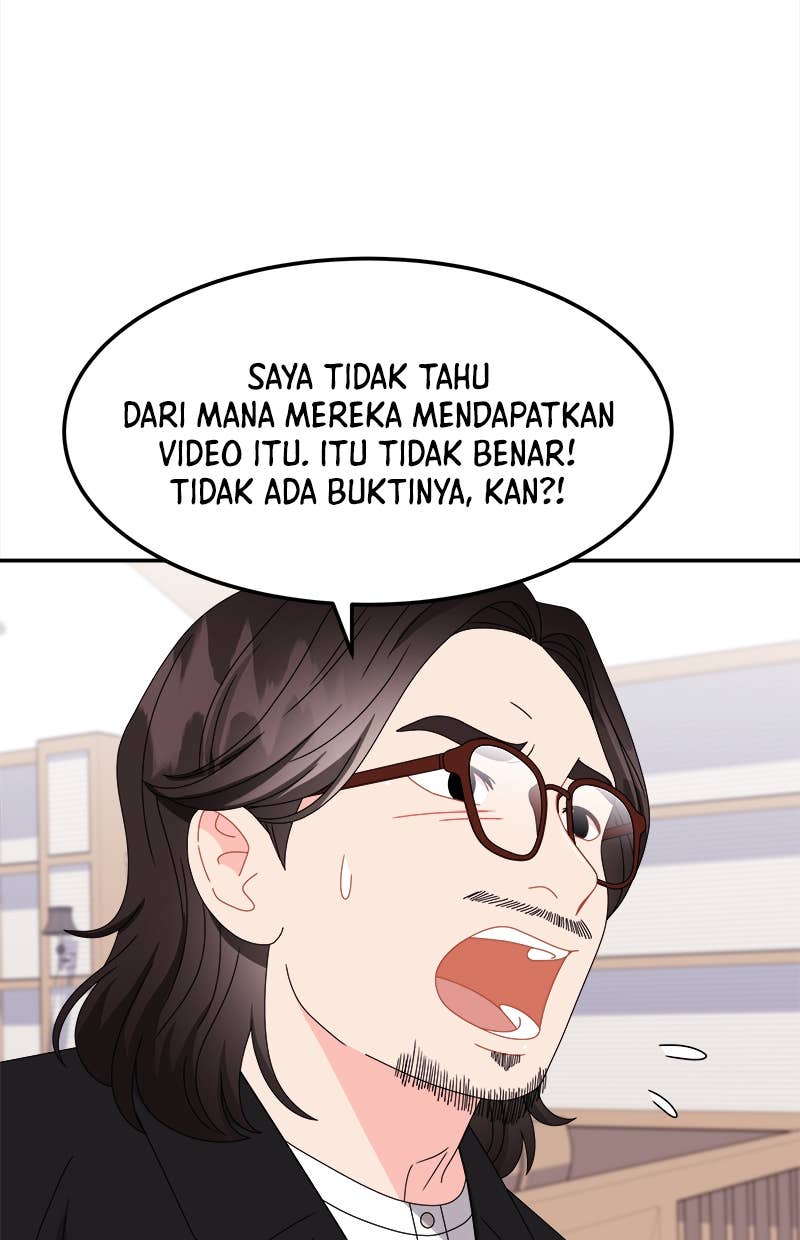 SAYA TIDAK TAHU
DARI MANA MEREKA MENDAPATKAN
VIDEO ITU. ITU TIDAK BENAR!
TIDAK ADA BUKTINYA, KAN?!